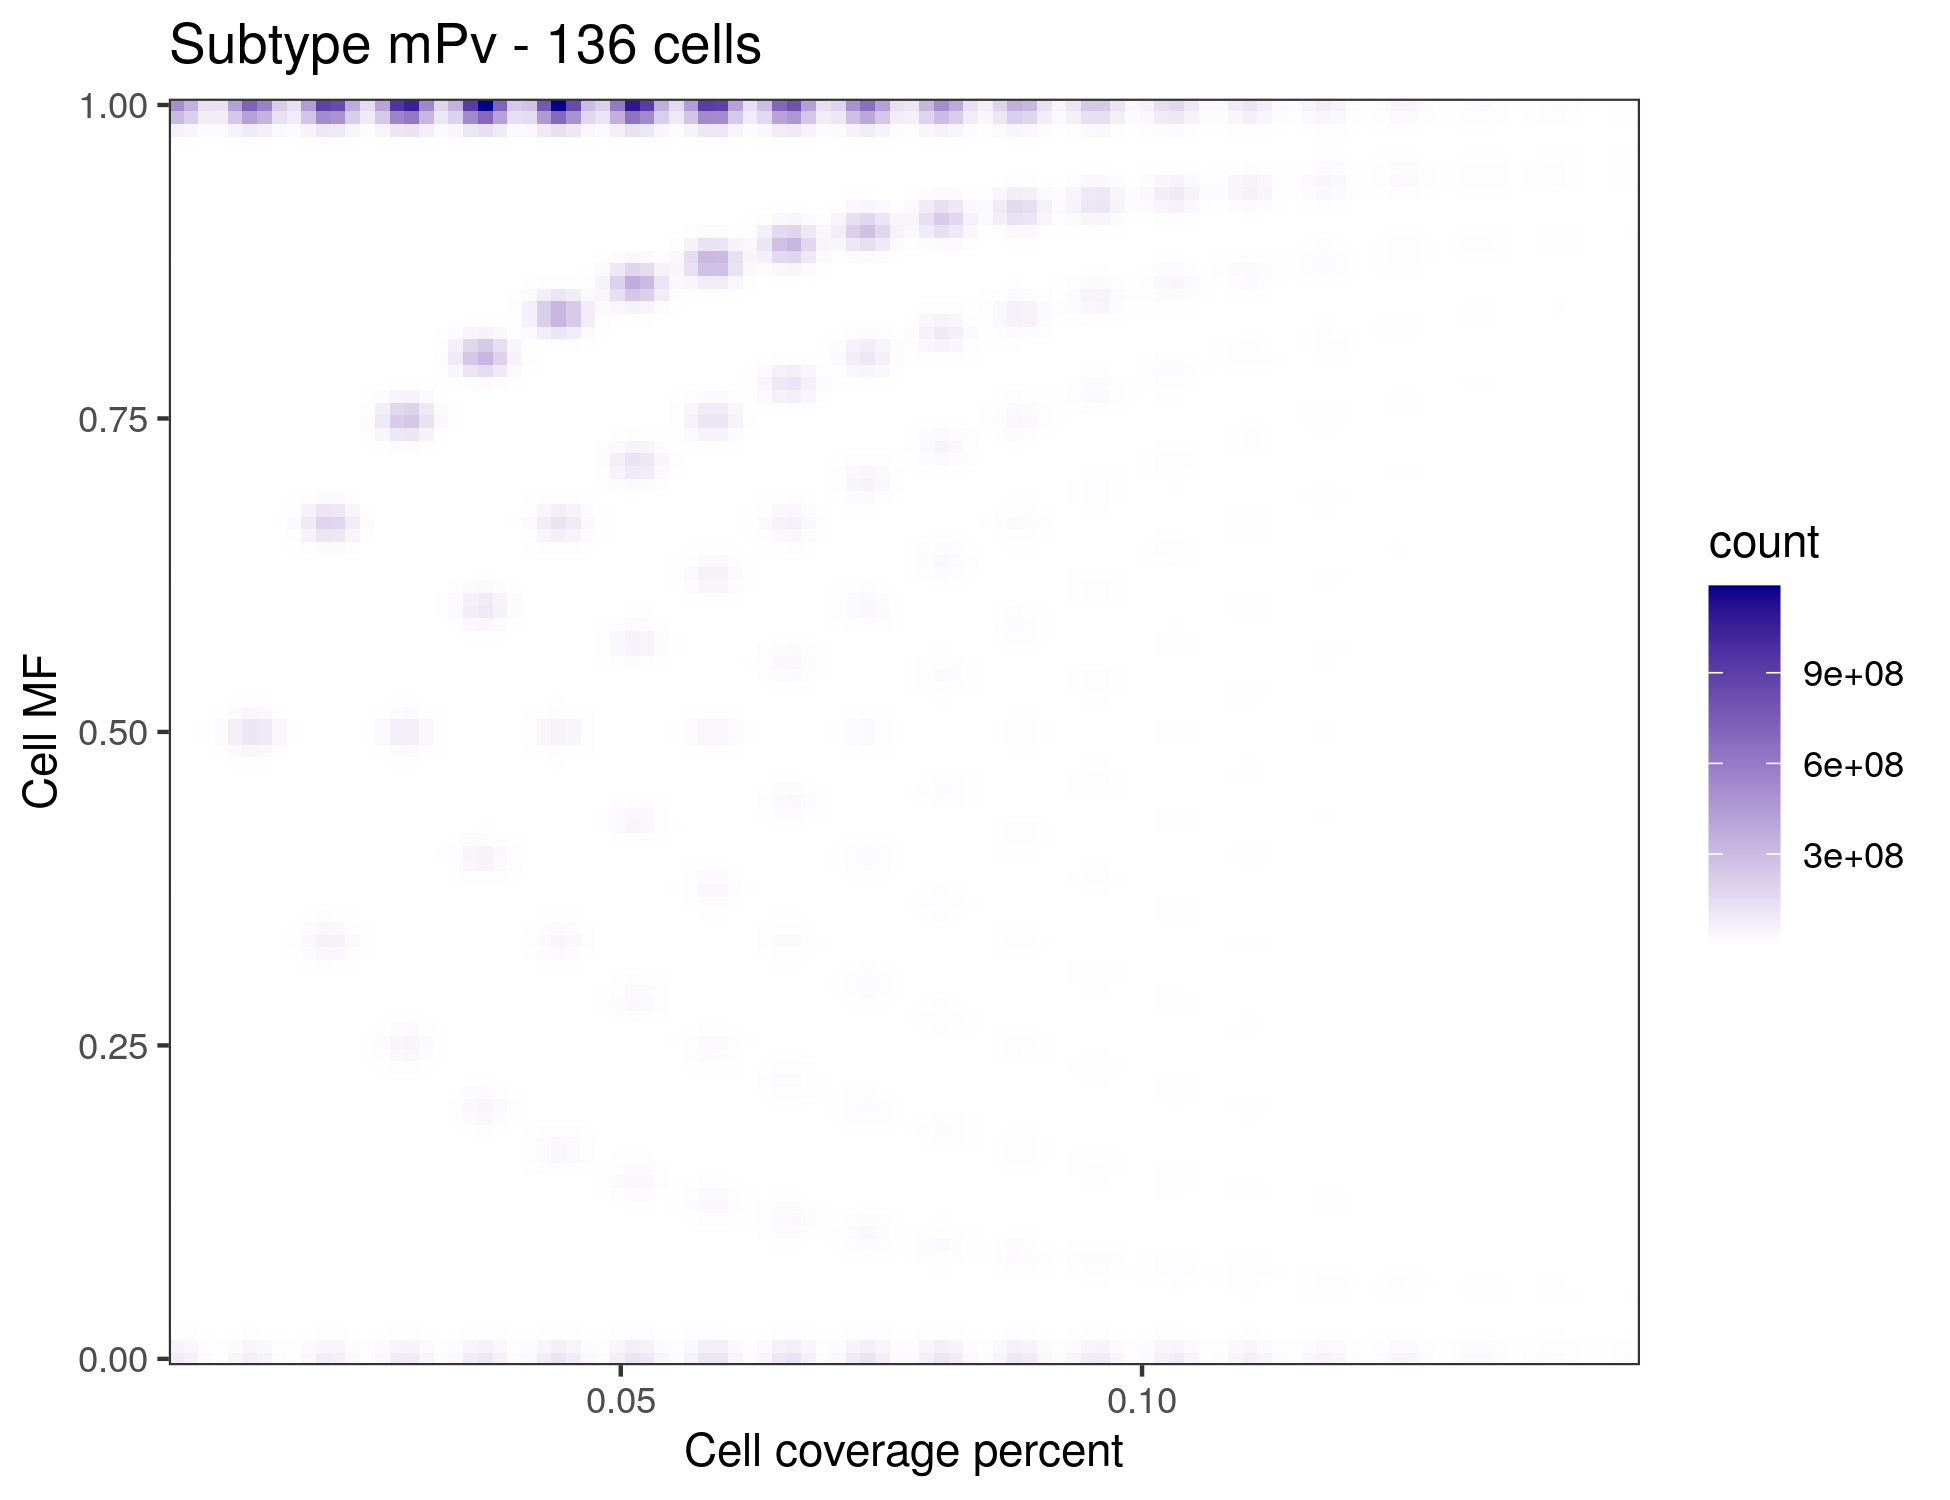 Subtype mPv - 136 cells
1.00
0.75
0.50
0.25
0.00
Cell MF
0.05
0.10
Cell coverage percent
count
9e+08
6e+08
3e+08